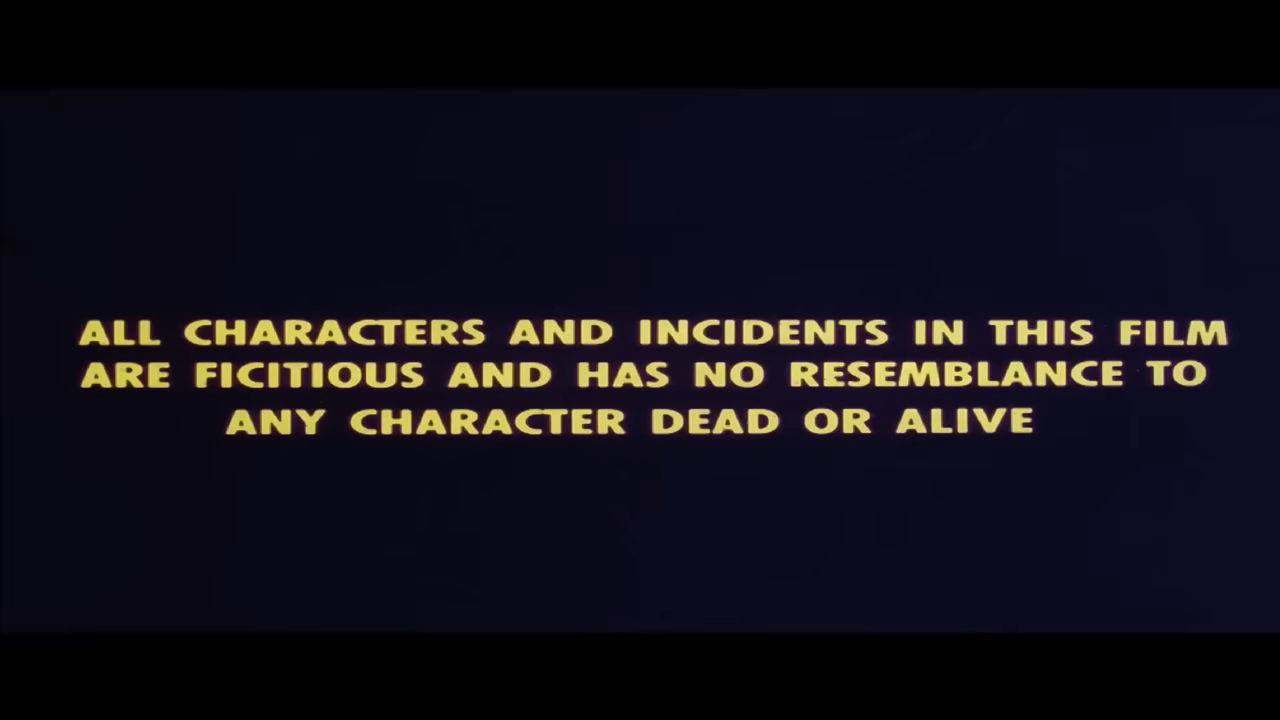 ALL CHARACTERS AND INCIDENTS IN THIS FILM
ARE FICITIOUS AND HAS NO RESEMBLANCE TO
ANY CHARACTER DEAD OR ALIVE